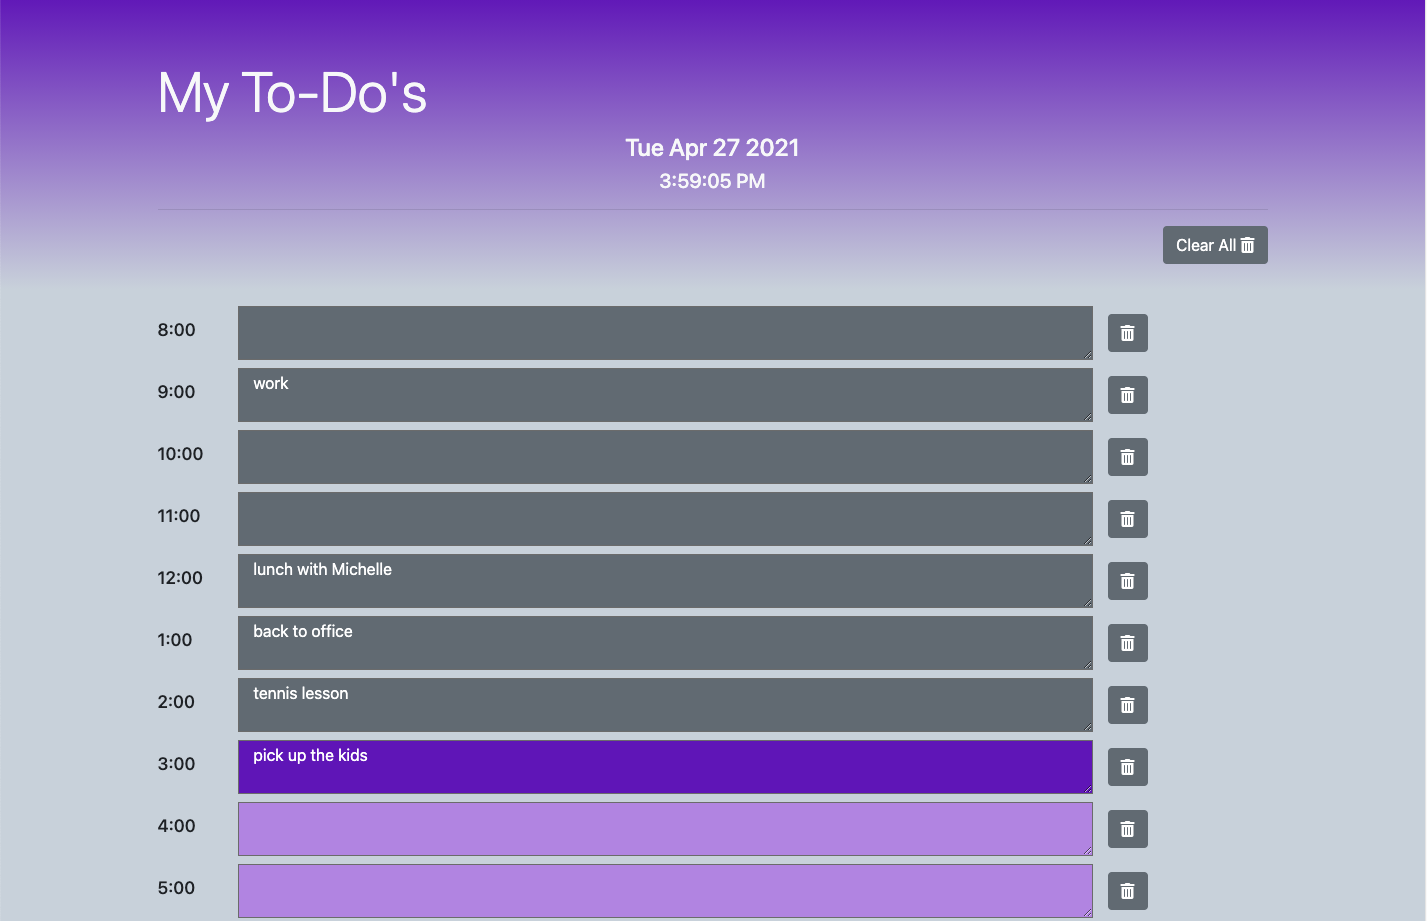 My To-Do's
Tue Apr 27 2021
3:59:05 PM
Clear All
8:00
9:00 work
10:00
11:00
12:00 lunch with Michelle
1:00 back to office
2:00 tennis lesson
3:00 pick up the kids
4:00
5:00